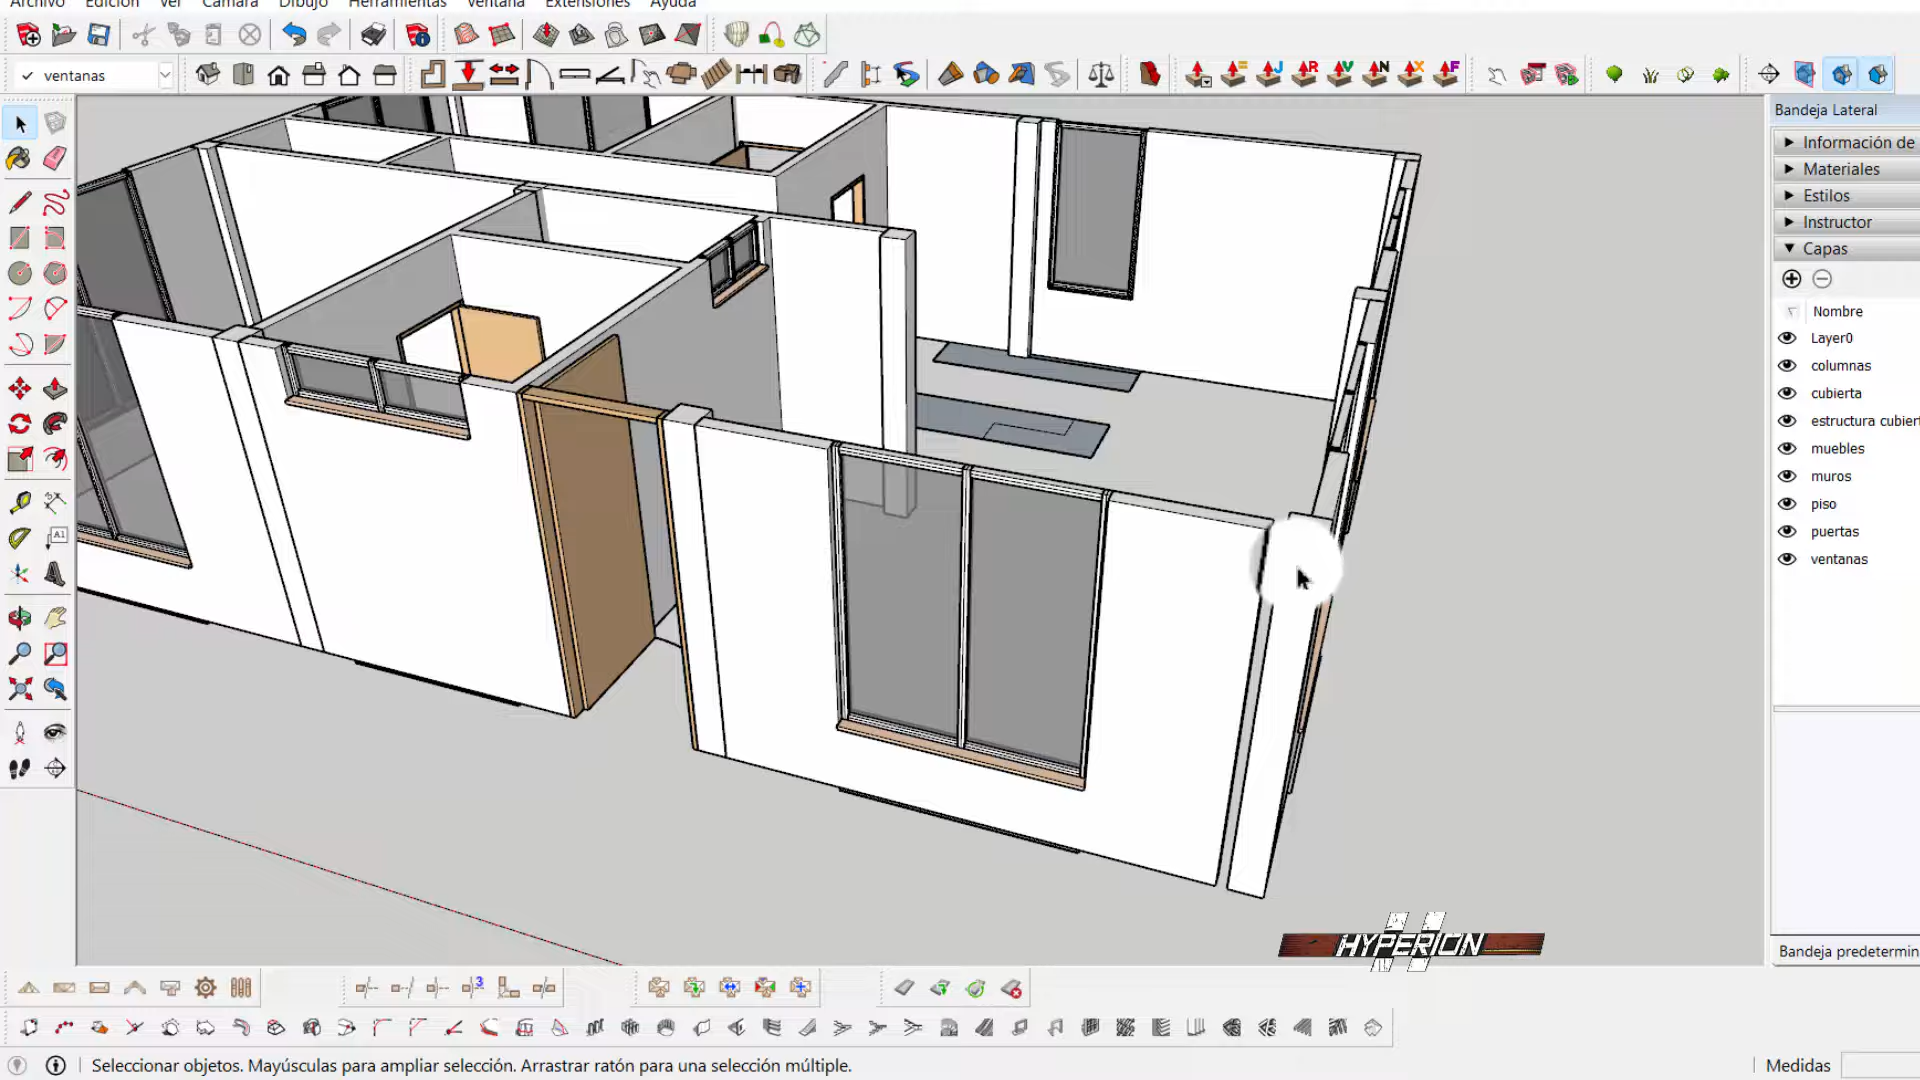 Archivo Edición Ver Cámara Dibujo Herramientas Ventana Extensiones Ayuda
✓ ventanas
Bandeja Lateral
Información de
Materiales
Estilos
Instructor
Capas
Nombre
Layer0
columnas
cubierta
estructura cubiert
muebles
muros
piso
puertas
ventanas
HYPERION
Bandeja predetermin
Seleccionar objetos. Mayúsculas para ampliar selección. Arrastrar ratón para una selección múltiple.
Medidas